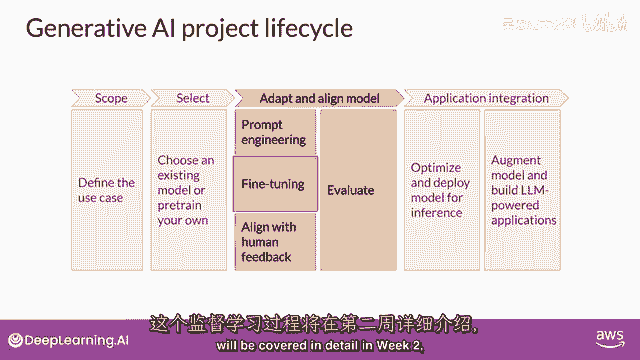 Generative AI project lifecycle
Scope
Select
Adapt and align model
Application integration
Define the
use case
Choose an
existing
model or
pretrain
your own
Prompt
engineering
Fine-tuning
Align with
human
feedback
Evaluate
Optimize
and deploy
model for
inference
Augment
model and
build LLM-
powered
applications
这个监督学习过程将在第二周详细介绍,
will be covered in detail in Week 2,
DeepLearning.AI
aws